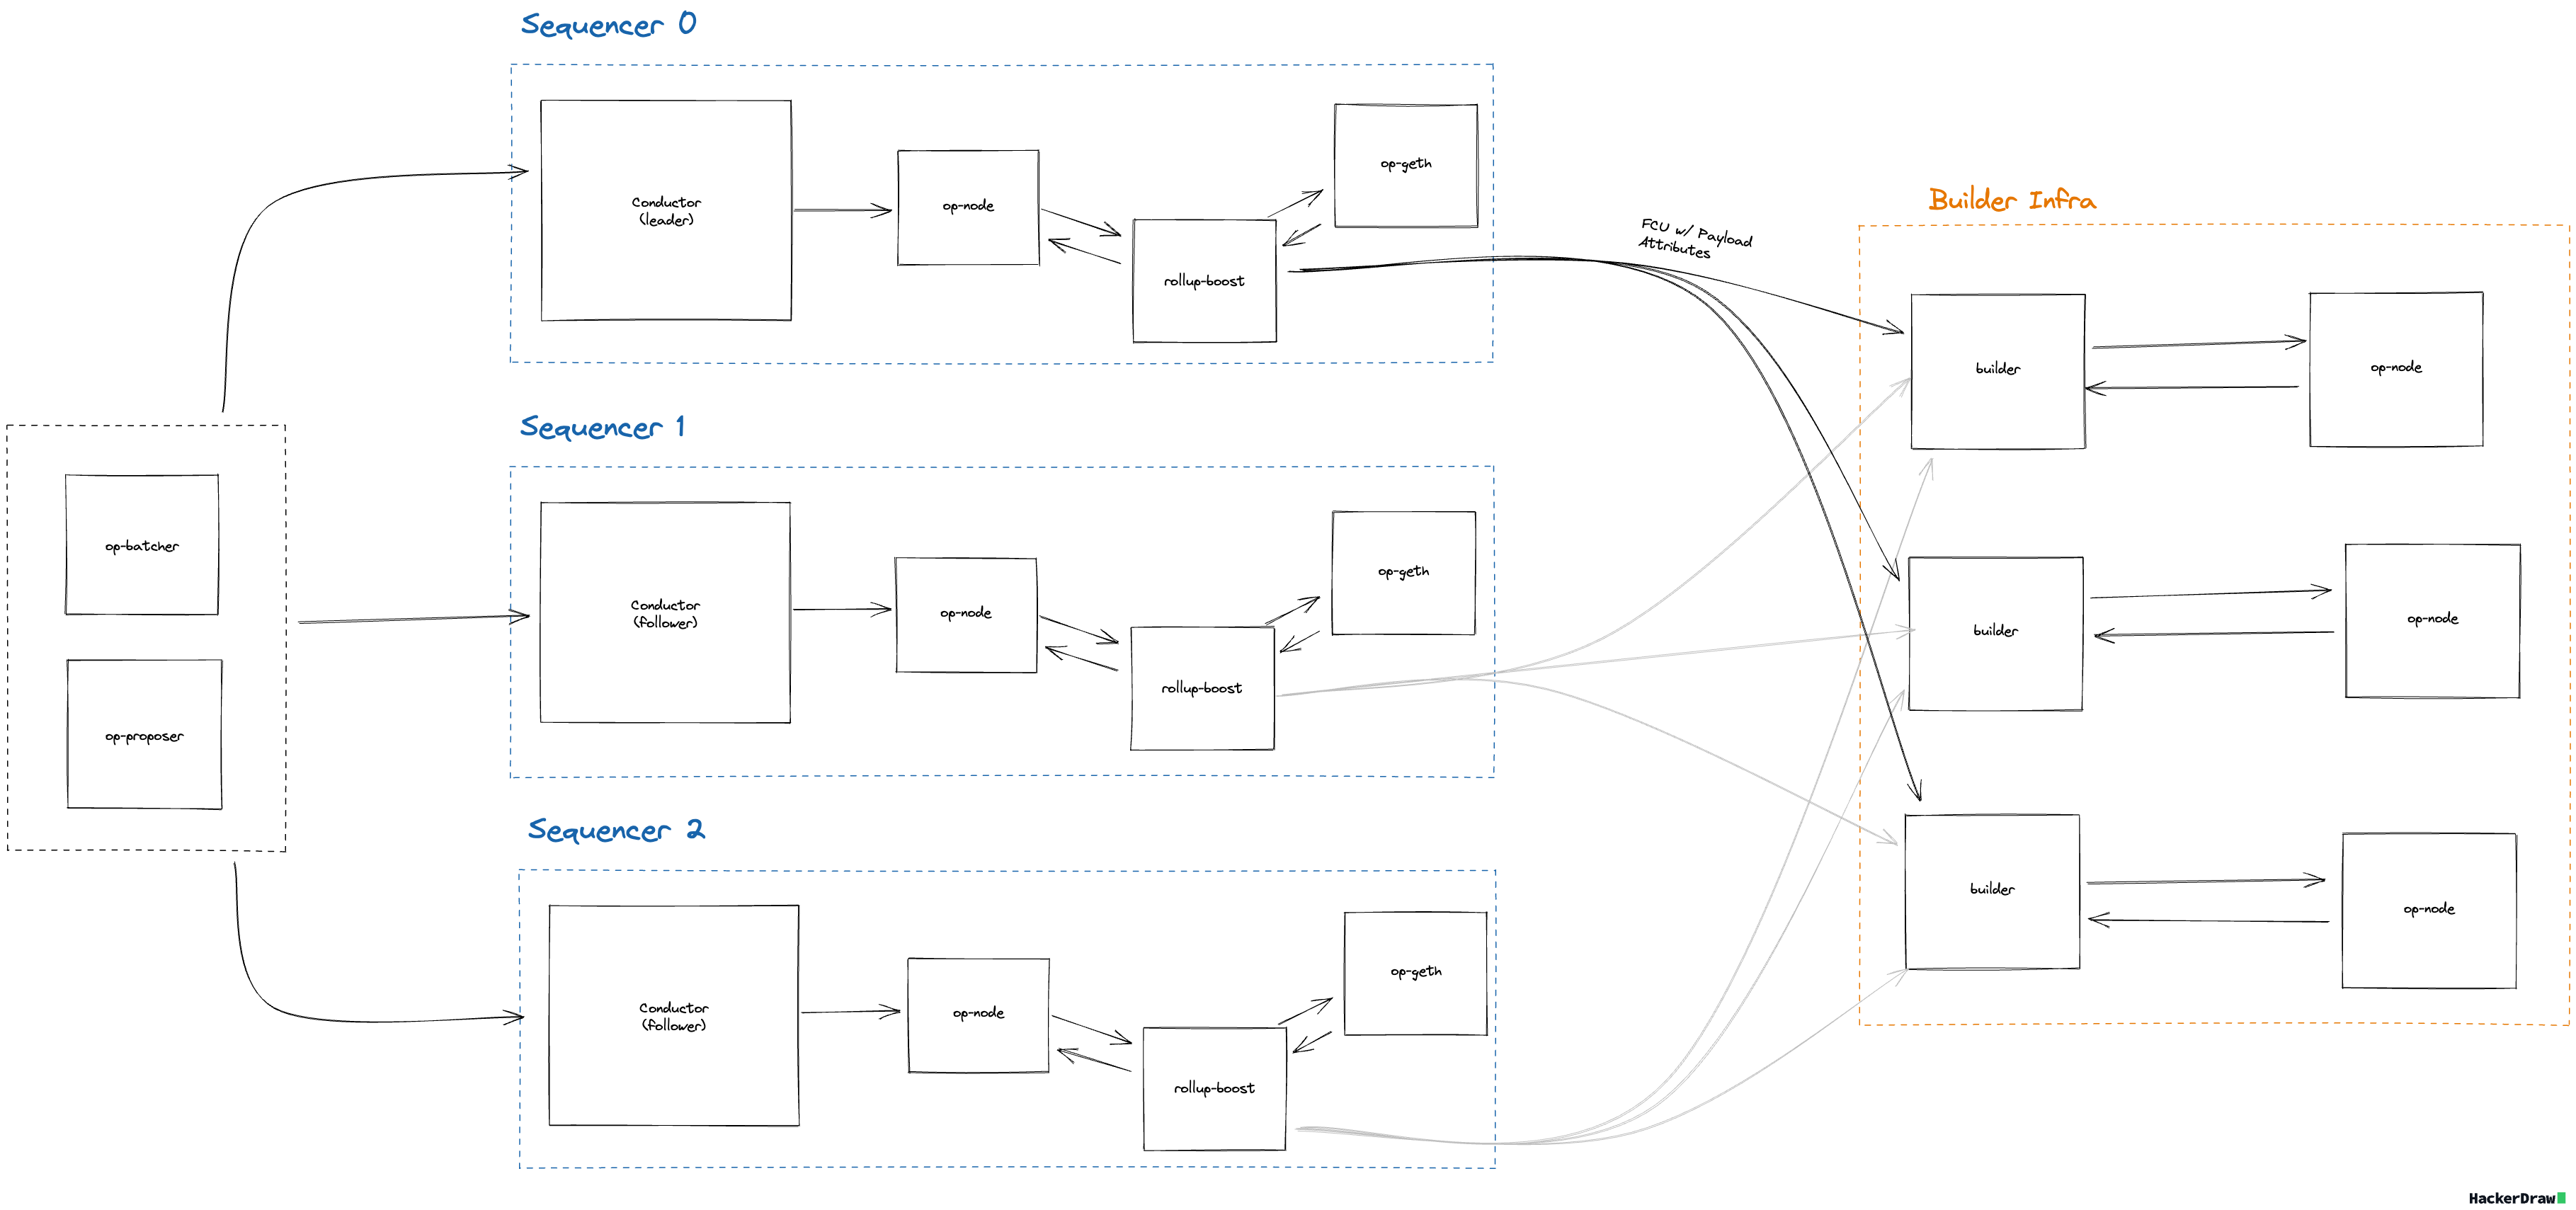 Sequencer 0
Conductor
(leader)
op-node
rollup-boost
op-geth
FCU w/ Payload
Attributes
Builder Infra
builder
op-node
op-batcher
op-proposer
Sequencer 1
Conductor
(follower)
op-node
rollup-boost
op-geth
builder
op-node
Sequencer 2
Conductor
(follower)
op-node
rollup-boost
op-geth
builder
op-node
HackerDraw